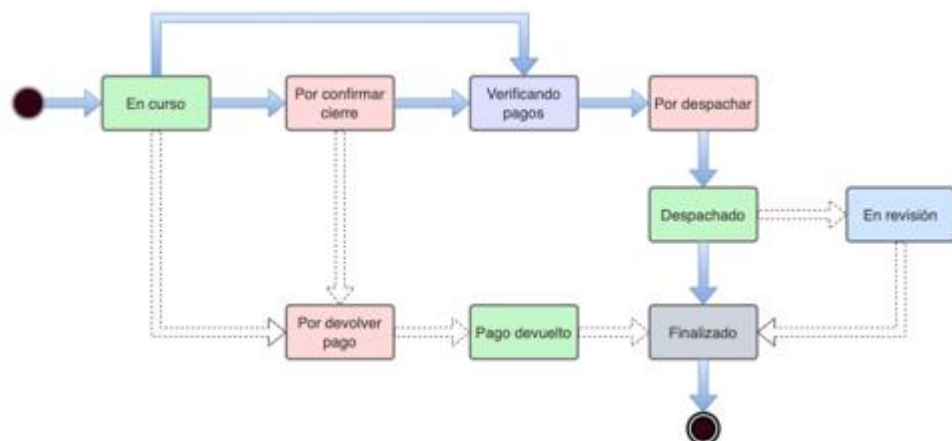 En curso
Por confirmar
cierre
Verificando
pagos
Por despachar
Despachado
En revisión
Por devolver
pago
Pago devuelto
Finalizado